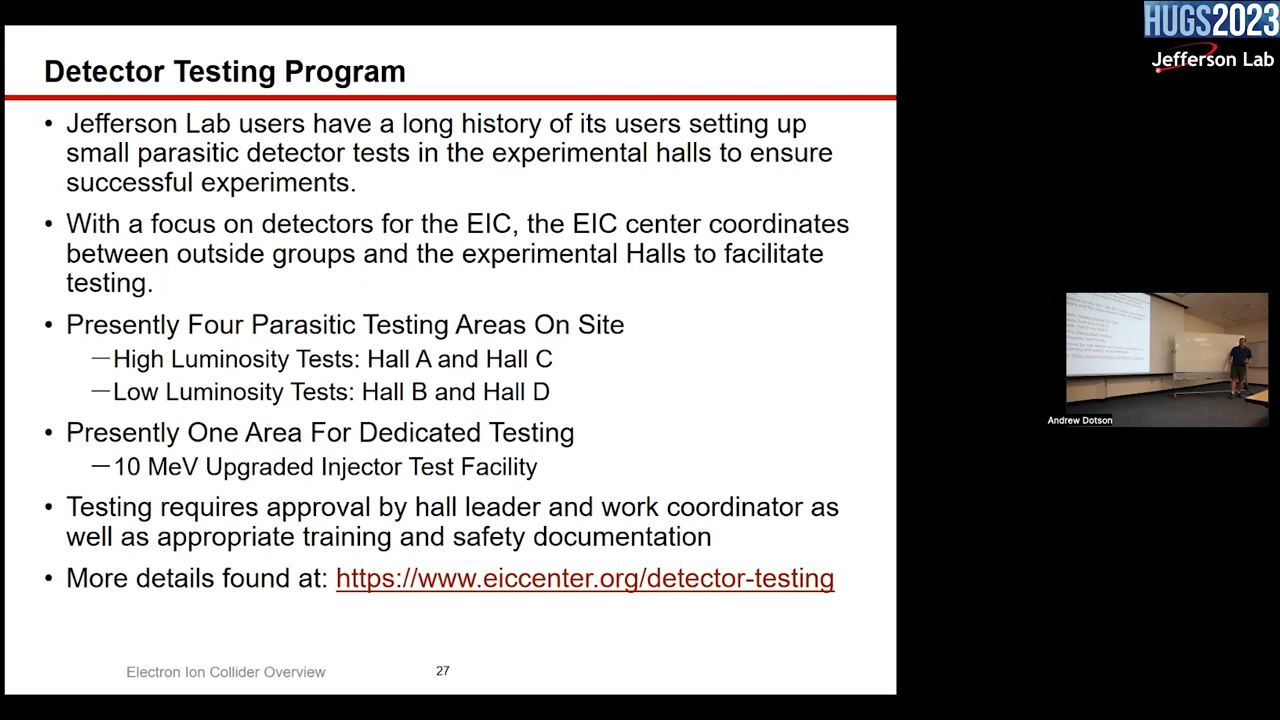 HUGS2023
Jefferson Lab
Detector Testing Program
• Jefferson Lab users have a long history of its users setting up
small parasitic detector tests in the experimental halls to ensure
successful experiments.
• With a focus on detectors for the EIC, the EIC center coordinates
between outside groups and the experimental Halls to facilitate
testing.
• Presently Four Parasitic Testing Areas On Site
—High Luminosity Tests: Hall A and Hall C
—Low Luminosity Tests: Hall B and Hall D
• Presently One Area For Dedicated Testing
—10 MeV Upgraded Injector Test Facility
• Testing requires approval by hall leader and work coordinator as
well as appropriate training and safety documentation
• More details found at: https://www.eiccenter.org/detector-testing
Electron Ion Collider Overview 27
Andrew Dotson